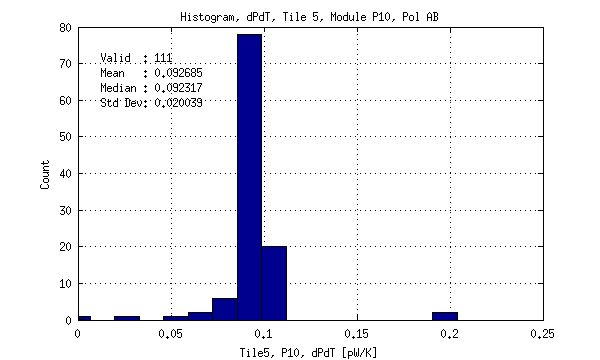 Histogram, dPdT, Tile 5, Module P10, Pol AB
80
70
60
50
40
30
20
10
0
Count
Valid : 111
Mean : 0.092685
Median : 0.092317
Std Dev: 0.020039
0 0.05 0.1 0.15 0.2 0.25
Tile5, P10, dPdT [pW/K]